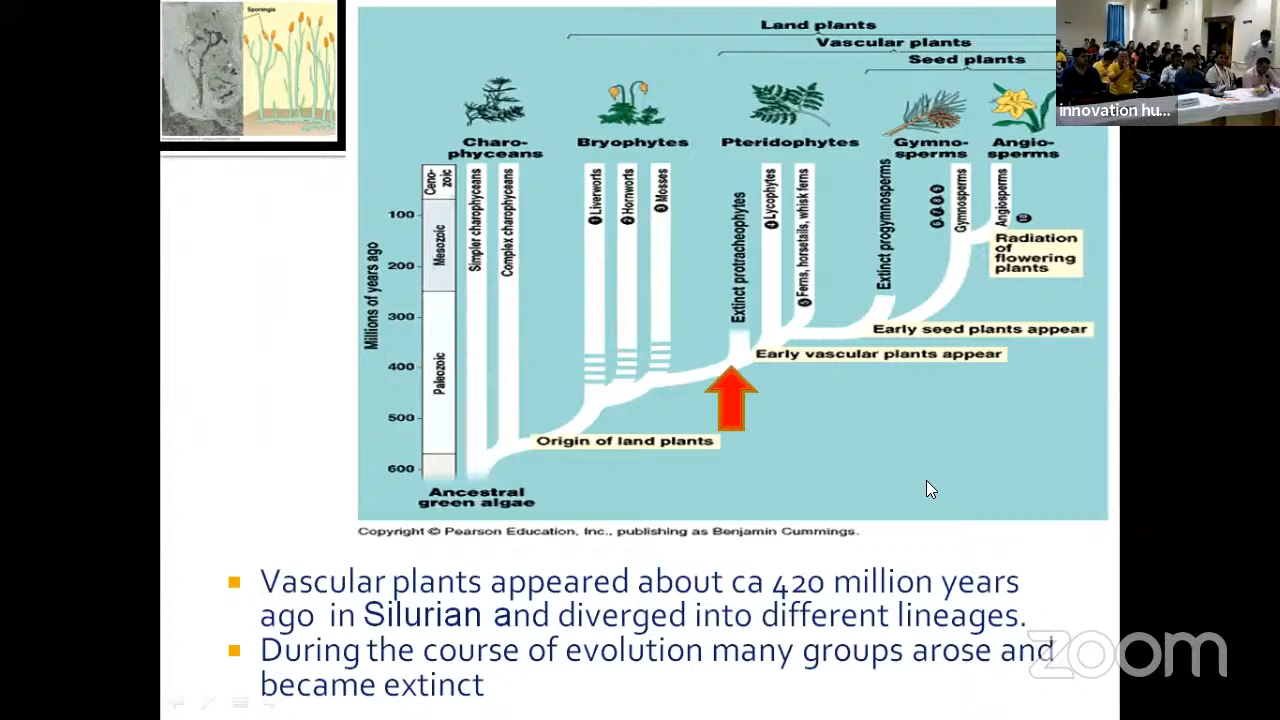 Sporangia
Land plants
Vascular plants
Seed plants
innovation hu...
Charo-
phyceans
Bryophytes
Pteridophytes
Gymno-
sperms
Angio-
sperms
Millions of years ago
100
200
300
400
500
600
Ceno-
zoic
Mesozoic
Paleozoic
Simpler charophyceans
Complex charophyceans
1 Liverworts
2 Hornworts
3 Mosses
Extinct protracheophytes
4 Lycophytes
5 Ferns, horsetails, whisk ferns
Extinct progymnosperms
Gymnosperms
Angiosperms
Radiation
of
flowering
plants
Early seed plants appear
Early vascular plants appear
Origin of land plants
Ancestral
green algae
Copyright © Pearson Education, Inc., publishing as Benjamin Cummings.
Vascular plants appeared about ca 420 million years
ago in Silurian and diverged into different lineages.
During the course of evolution many groups arose and
became extinct
zoom